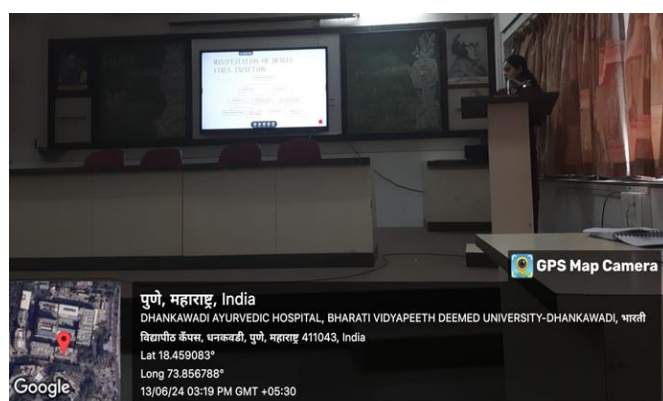 MANIFESTATION OF DENGUE
VIRUS INFECTION
GPS Map Camera
पुणे, महाराष्ट्र, India
DHANKAWADI AYURVEDIC HOSPITAL, BHARATI VIDYAPEETH DEEMED UNIVERSITY-DHANKAWADI, भारती
विद्यापीठ कॅंपस, धनकवडी, पुणे, महाराष्ट्र 411043, India
Lat 18.459083°
Long 73.856788°
13/06/24 03:19 PM GMT +05:30
Google